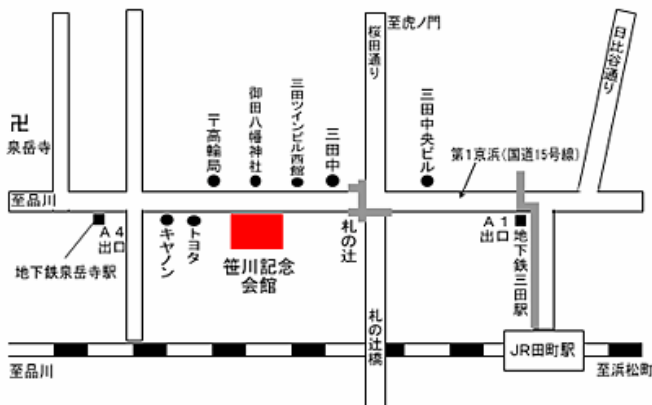 至虎ノ門
桜田通り
日比谷通り
卍
泉岳寺
〒高輪局
御田八幡神社
三田ツインビル西館
三田中
三田中央ビル
第1京浜(国道15号線)
至品川
A4
出口
地下鉄泉岳寺駅
キヤノン
トヨタ
笹川記念
会館
札の辻
A1
出口
地下鉄三田駅
札の辻橋
JR田町駅
至品川
至浜松町